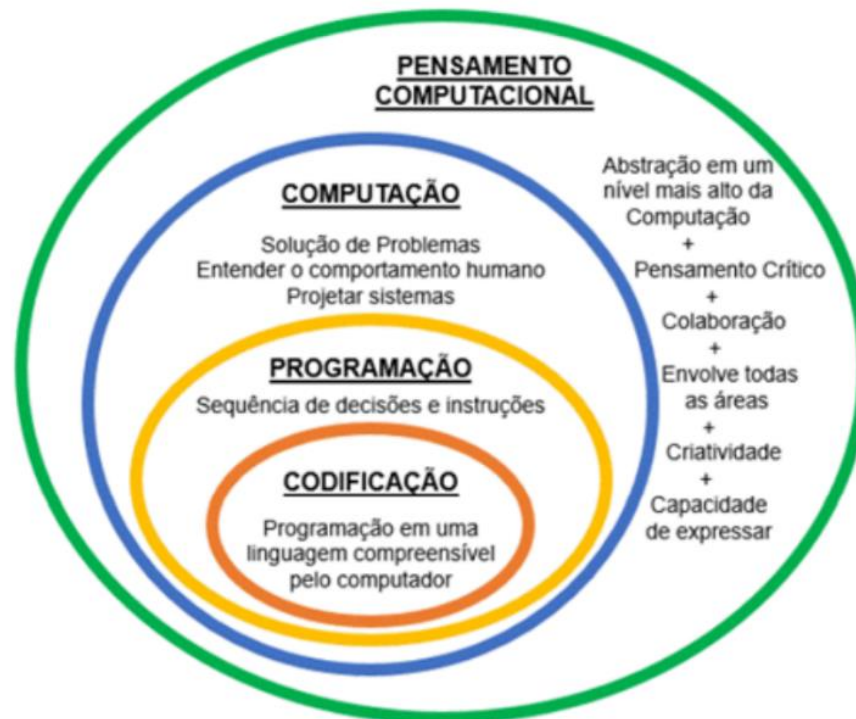 PENSAMENTO
COMPUTACIONAL
COMPUTAÇÃO
Solução de Problemas
Entender o comportamento humano
Projetar sistemas
PROGRAMAÇÃO
Sequência de decisões e instruções
CODIFICAÇÃO
Programação em uma
linguagem compreensível
pelo computador
Abstração em um
nível mais alto da
Computação
+
Pensamento Crítico
+
Colaboração
+
Envolve todas
as áreas
+
Criatividade
+
Capacidade
de expressar